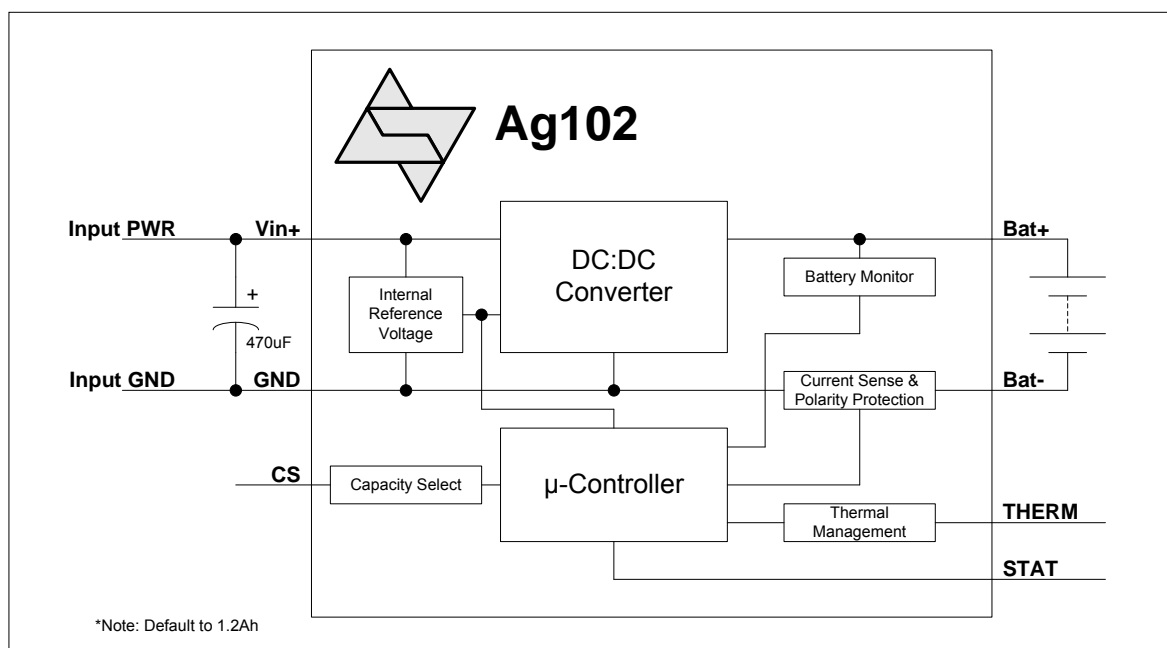 Ag102
Input PWR
Vin+
Bat+
DC:DC
Converter
Battery Monitor
Internal
Reference
Voltage
+
470uF
Input GND
GND
Current Sense &
Polarity Protection
Bat-
CS
Capacity Select
µ-Controller
Thermal
Management
THERM
STAT
*Note: Default to 1.2Ah